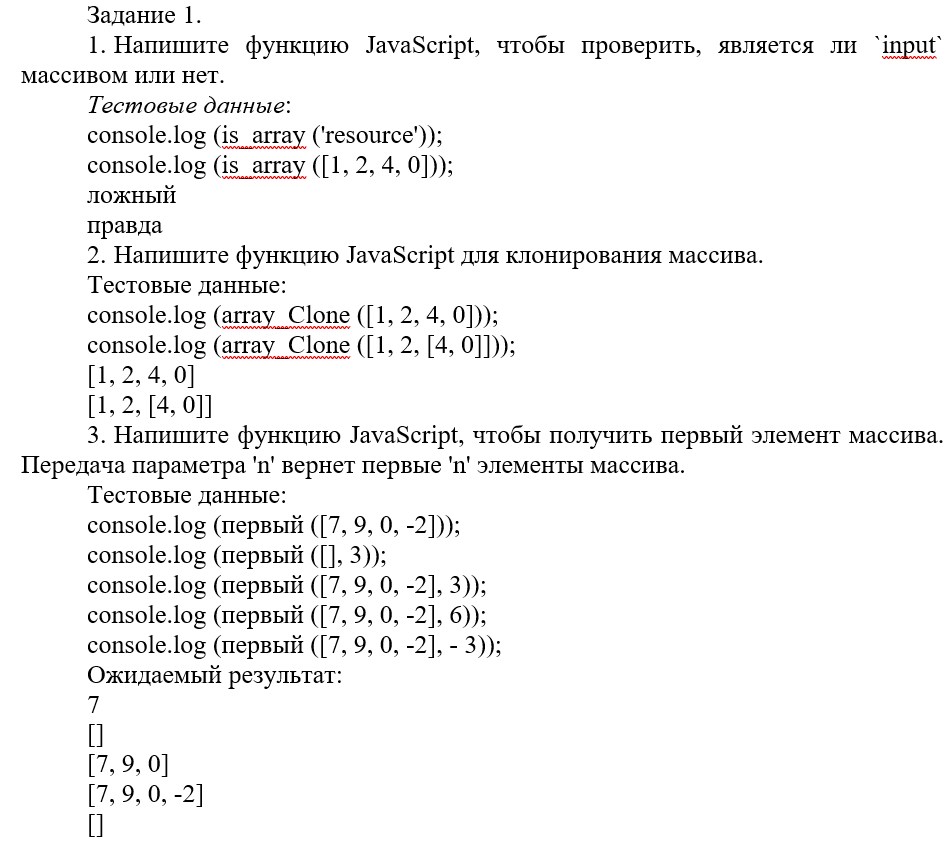 Задание 1.
1. Напишите функцию JavaScript, чтобы проверить, является ли `input`
массивом или нет.
Тестовые данные:
console.log (is_array ('resource'));
console.log (is_array ([1, 2, 4, 0]));
ложный
правда
2. Напишите функцию JavaScript для клонирования массива.
Тестовые данные:
console.log (array_Clone ([1, 2, 4, 0]));
console.log (array_Clone ([1, 2, [4, 0]]));
[1, 2, 4, 0]
[1, 2, [4, 0]]
3. Напишите функцию JavaScript, чтобы получить первый элемент массива.
Передача параметра 'n' вернет первые 'n' элементы массива.
Тестовые данные:
console.log (первый ([7, 9, 0, -2]));
console.log (первый ([], 3));
console.log (первый ([7, 9, 0, -2], 3));
console.log (первый ([7, 9, 0, -2], 6));
console.log (первый ([7, 9, 0, -2], - 3));
Ожидаемый результат:
7
[]
[7, 9, 0]
[7, 9, 0, -2]
[]